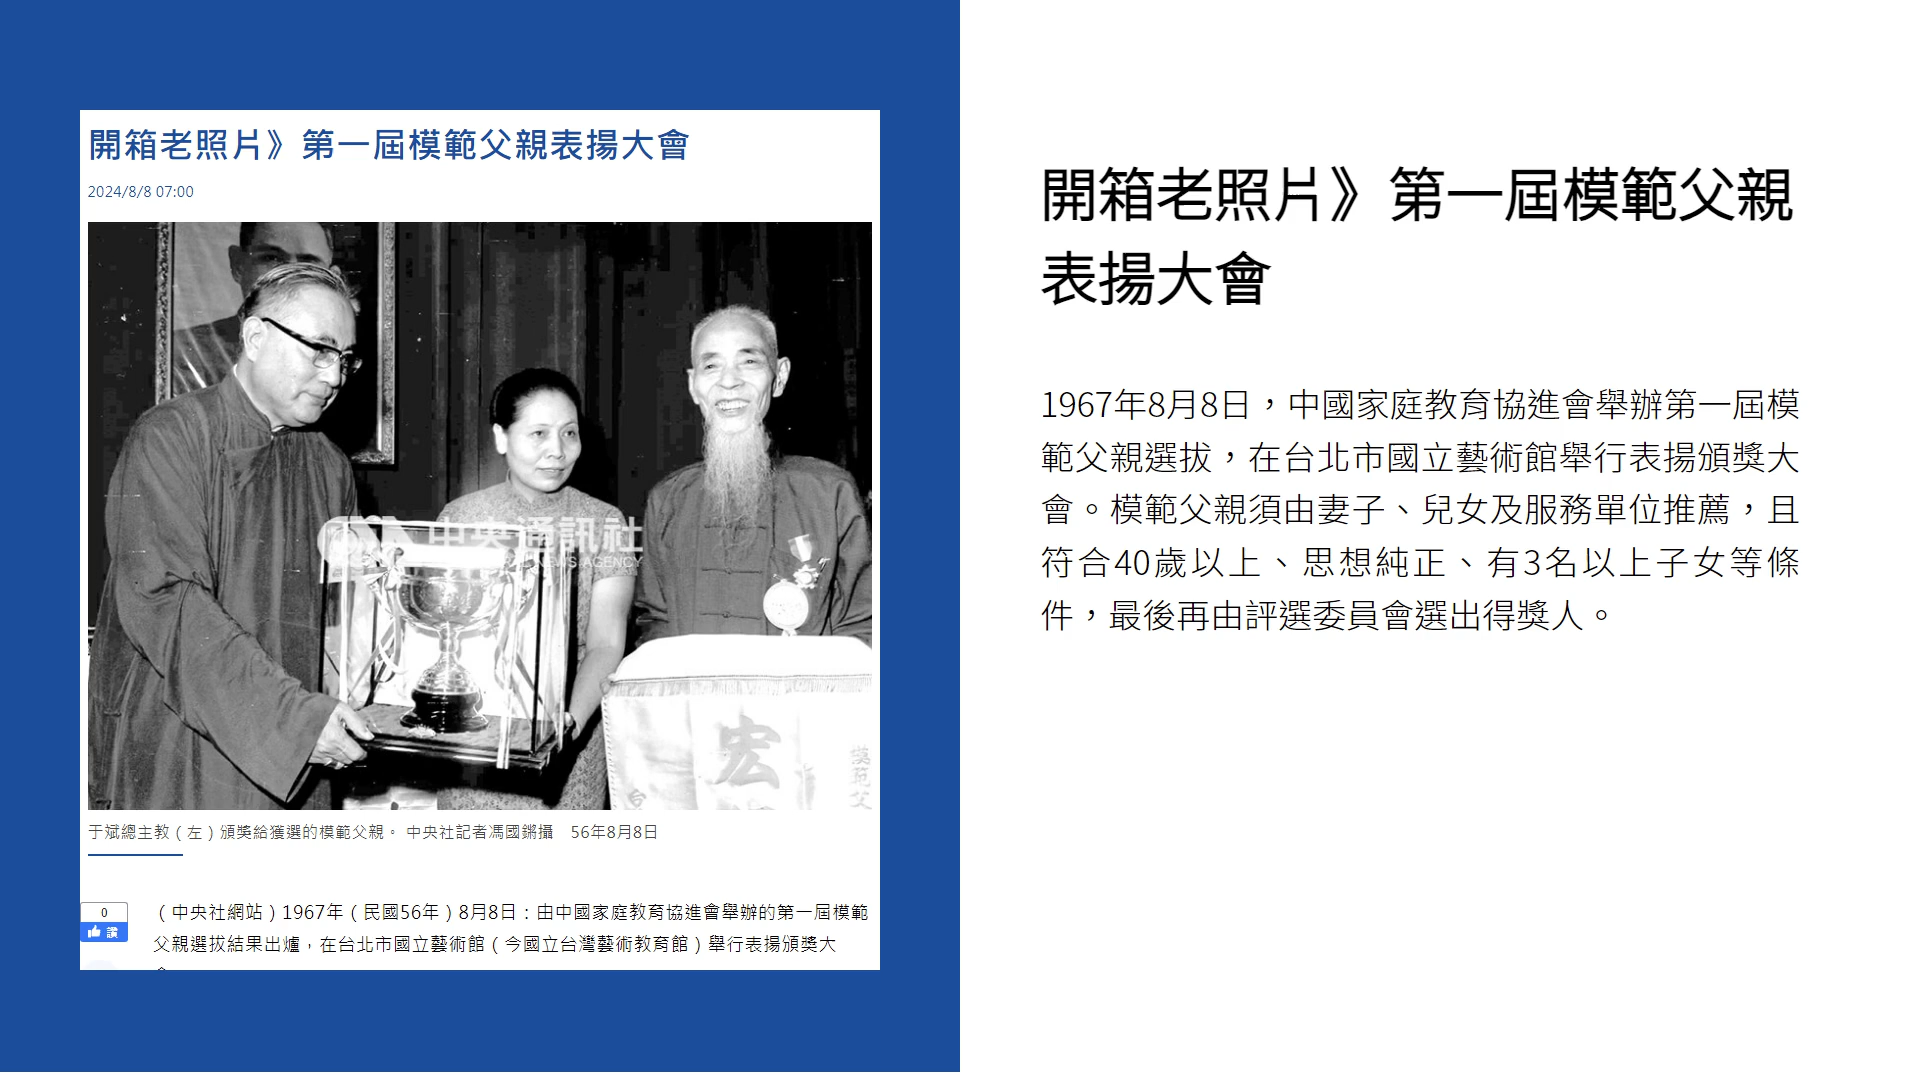 開箱老照片》第一屆模範父親表揚大會
2024/8/8 07:00
中央通訊社
NEWS AGENCY
宏
模范父
于斌總主教（左）頒獎給獲選的模範父親。 中央社記者馮國鏘攝　56年8月8日
0
讚
（中央社網站）1967年（民國56年）8月8日：由中國家庭教育協進會舉辦的第一屆模範
父親選拔結果出爐，在台北市國立藝術館（今國立台灣藝術教育館）舉行表揚頒獎大
開箱老照片》第一屆模範父親
表揚大會
1967年8月8日，中國家庭教育協進會舉辦第一屆模
範父親選拔，在台北市國立藝術館舉行表揚頒獎大
會。模範父親須由妻子、兒女及服務單位推薦，且
符合40歲以上、思想純正、有3名以上子女等條
件，最後再由評選委員會選出得獎人。